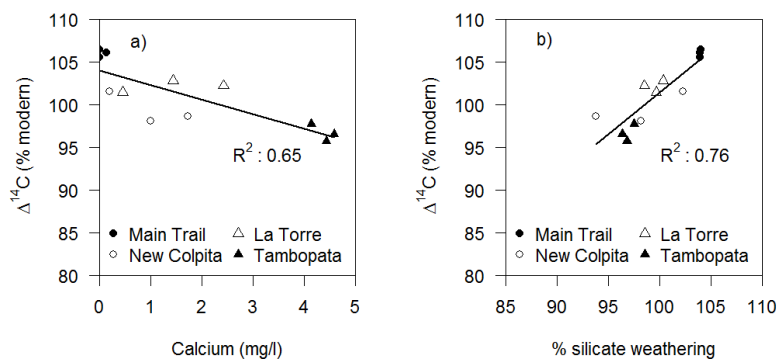 a)
Δ14C (% modern)
110
105
100
95
90
85
80
R2 : 0.65
Main Trail
La Torre
New Colpita
Tambopata
0 1 2 3 4 5
Calcium (mg/l)
b)
Δ14C (% modern)
110
105
100
95
90
85
80
R2 : 0.76
Main Trail
La Torre
New Colpita
Tambopata
85 90 95 100 105 110
% silicate weathering